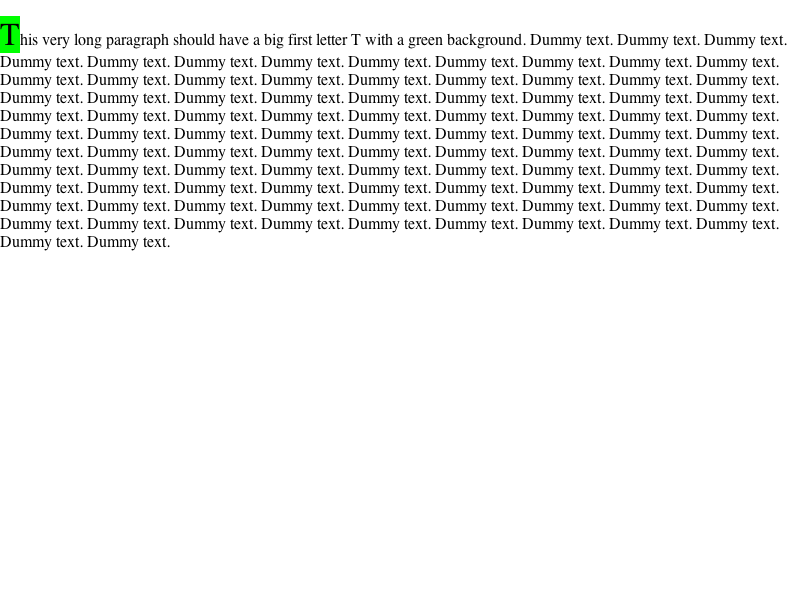 This very long paragraph should have a big first letter T with a green background. Dummy text. Dummy text. Dummy text.
Dummy text. Dummy text. Dummy text. Dummy text. Dummy text. Dummy text. Dummy text. Dummy text. Dummy text.
Dummy text. Dummy text. Dummy text. Dummy text. Dummy text. Dummy text. Dummy text. Dummy text. Dummy text.
Dummy text. Dummy text. Dummy text. Dummy text. Dummy text. Dummy text. Dummy text. Dummy text. Dummy text.
Dummy text. Dummy text. Dummy text. Dummy text. Dummy text. Dummy text. Dummy text. Dummy text. Dummy text.
Dummy text. Dummy text. Dummy text. Dummy text. Dummy text. Dummy text. Dummy text. Dummy text. Dummy text.
Dummy text. Dummy text. Dummy text. Dummy text. Dummy text. Dummy text. Dummy text. Dummy text. Dummy text.
Dummy text. Dummy text. Dummy text. Dummy text. Dummy text. Dummy text. Dummy text. Dummy text. Dummy text.
Dummy text. Dummy text. Dummy text. Dummy text. Dummy text. Dummy text. Dummy text. Dummy text. Dummy text.
Dummy text. Dummy text. Dummy text. Dummy text. Dummy text. Dummy text. Dummy text. Dummy text. Dummy text.
Dummy text. Dummy text. Dummy text. Dummy text. Dummy text. Dummy text. Dummy text. Dummy text. Dummy text.
Dummy text. Dummy text.